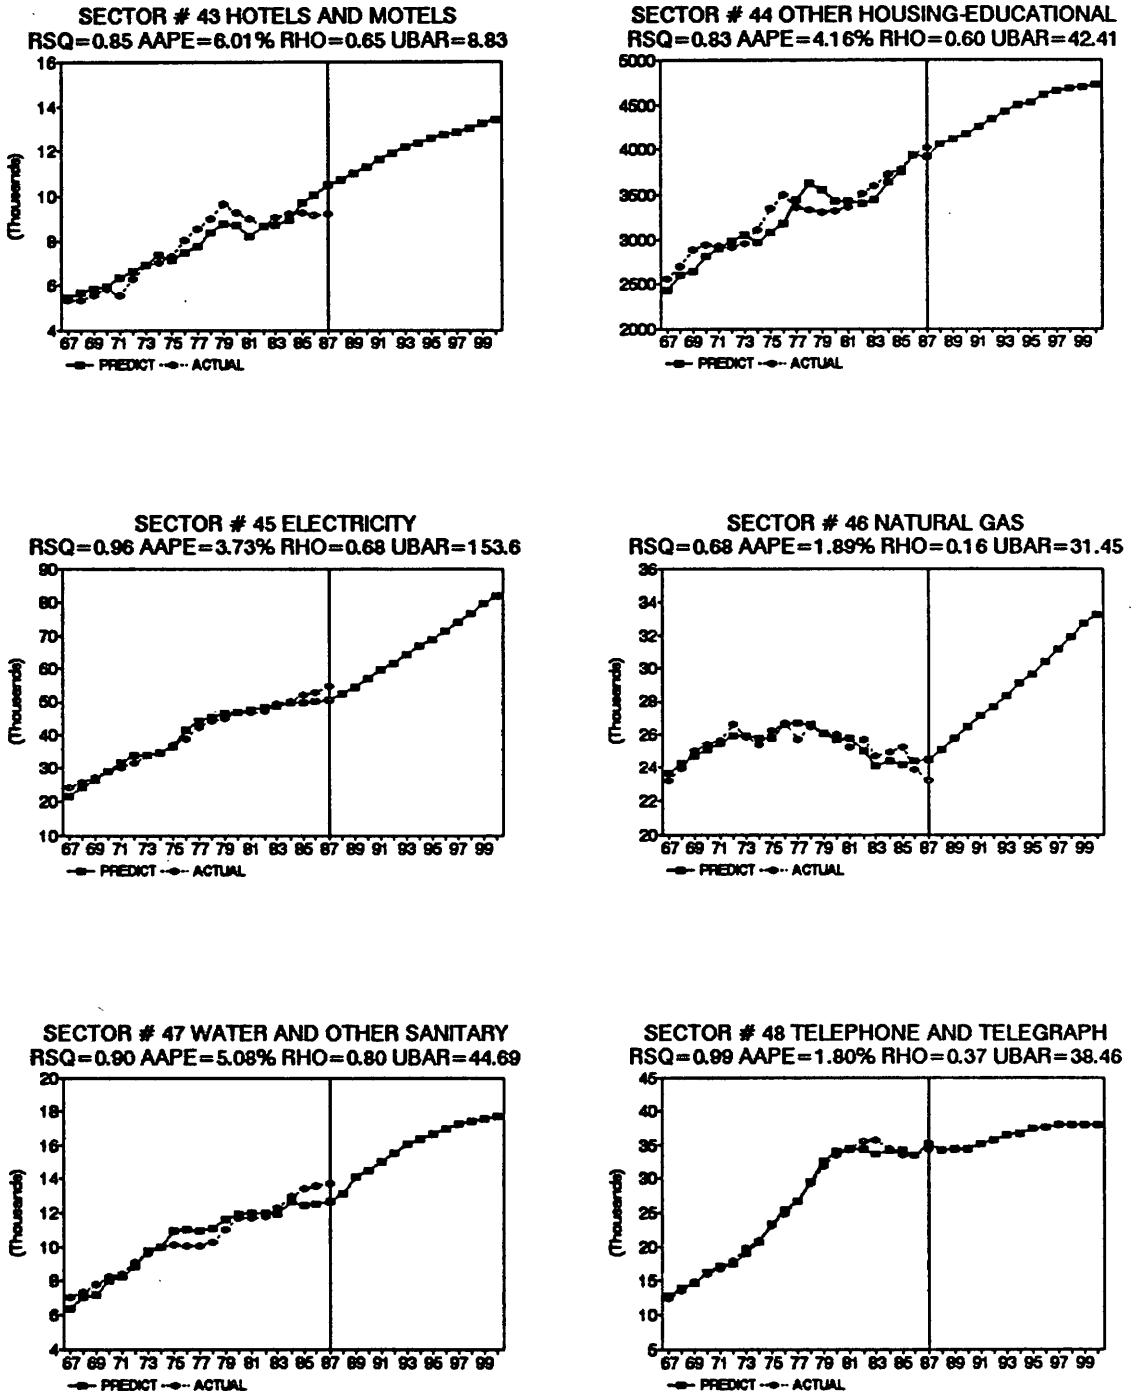 SECTOR # 43 HOTELS AND MOTELS
RSQ=0.85 AAPE=6.01% RHO=0.65 UBAR=8.83
16
14
12
10
8
6
4
(Thousands)
67 69 71 73 75 77 79 81 83 85 87 89 91 93 95 97 99
PREDICT ACTUAL
SECTOR # 44 OTHER HOUSING-EDUCATIONAL
RSQ=0.83 AAPE=4.16% RHO=0.60 UBAR=42.41
5000
4500
4000
3500
3000
2500
2000
67 69 71 73 75 77 79 81 83 85 87 89 91 93 95 97 99
PREDICT ACTUAL
SECTOR # 45 ELECTRICITY
RSQ=0.96 AAPE=3.73% RHO=0.68 UBAR=153.6
90
80
70
60
50
40
30
20
10
(Thousands)
67 69 71 73 75 77 79 81 83 85 87 89 91 93 95 97 99
PREDICT ACTUAL
SECTOR # 46 NATURAL GAS
RSQ=0.68 AAPE=1.89% RHO=0.16 UBAR=31.45
36
34
32
30
28
26
24
22
20
(Thousands)
67 69 71 73 75 77 79 81 83 85 87 89 91 93 95 97 99
PREDICT ACTUAL
SECTOR # 47 WATER AND OTHER SANITARY
RSQ=0.90 AAPE=5.08% RHO=0.80 UBAR=44.69
20
18
16
14
12
10
8
6
4
(Thousands)
67 69 71 73 75 77 79 81 83 85 87 89 91 93 95 97 99
PREDICT ACTUAL
SECTOR # 48 TELEPHONE AND TELEGRAPH
RSQ=0.99 AAPE=1.80% RHO=0.37 UBAR=38.46
45
40
35
30
25
20
15
10
5
(Thousands)
67 69 71 73 75 77 79 81 83 85 87 89 91 93 95 97 99
PREDICT ACTUAL